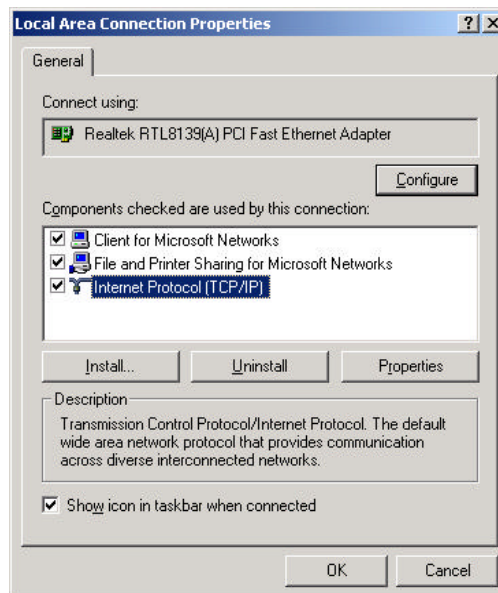 Local Area Connection Properties
General
Connect using:
Realtek RTL8139(A) PCI Fast Ethernet Adapter
Configure
Components checked are used by this connection:
Client for Microsoft Networks
File and Printer Sharing for Microsoft Networks
Internet Protocol (TCP/IP)
Install... Uninstall Properties
Description
Transmission Control Protocol/Internet Protocol. The default
wide area network protocol that provides communication
across diverse interconnected networks.
Show icon in taskbar when connected
OK Cancel